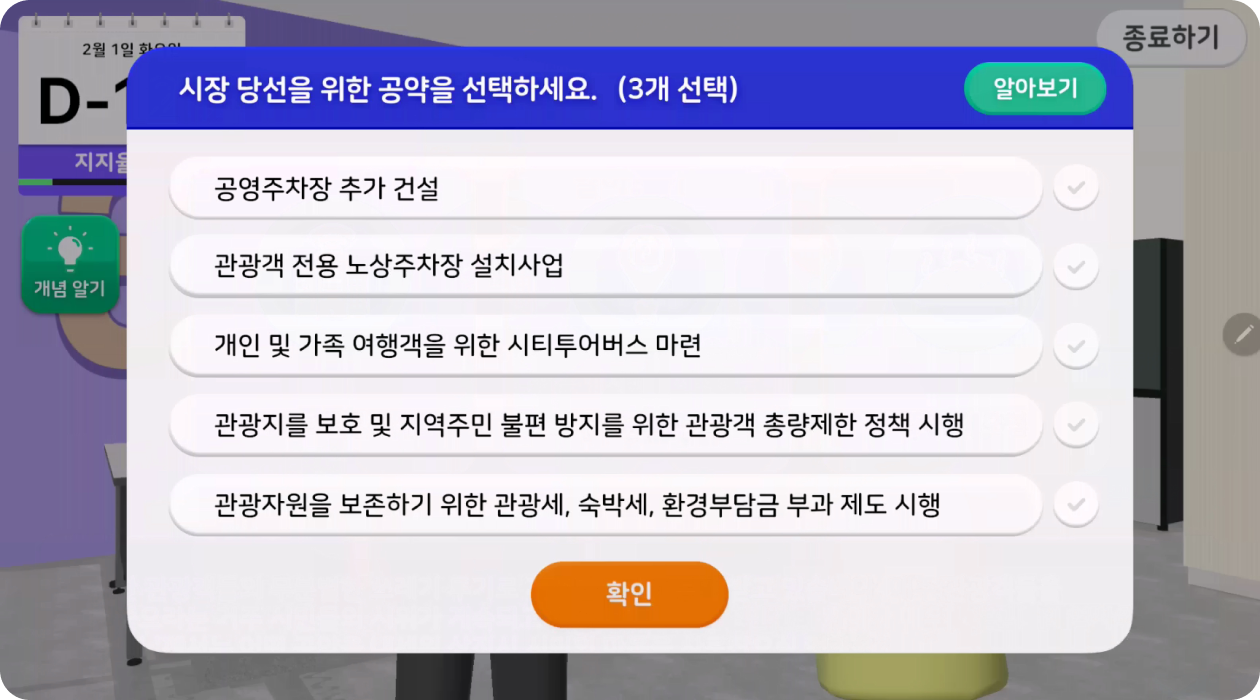 종료하기
2월 1일
D-1
지지율
개념 알기
시장 당선을 위한 공약을 선택하세요. (3개 선택)
알아보기
공영주차장 추가 건설
관광객 전용 노상주차장 설치사업
개인 및 가족 여행객을 위한 시티투어버스 마련
관광지를 보호 및 지역주민 불편 방지를 위한 관광객 총량제한 정책 시행
관광자원을 보존하기 위한 관광세, 숙박세, 환경부담금 부과 제도 시행
확인